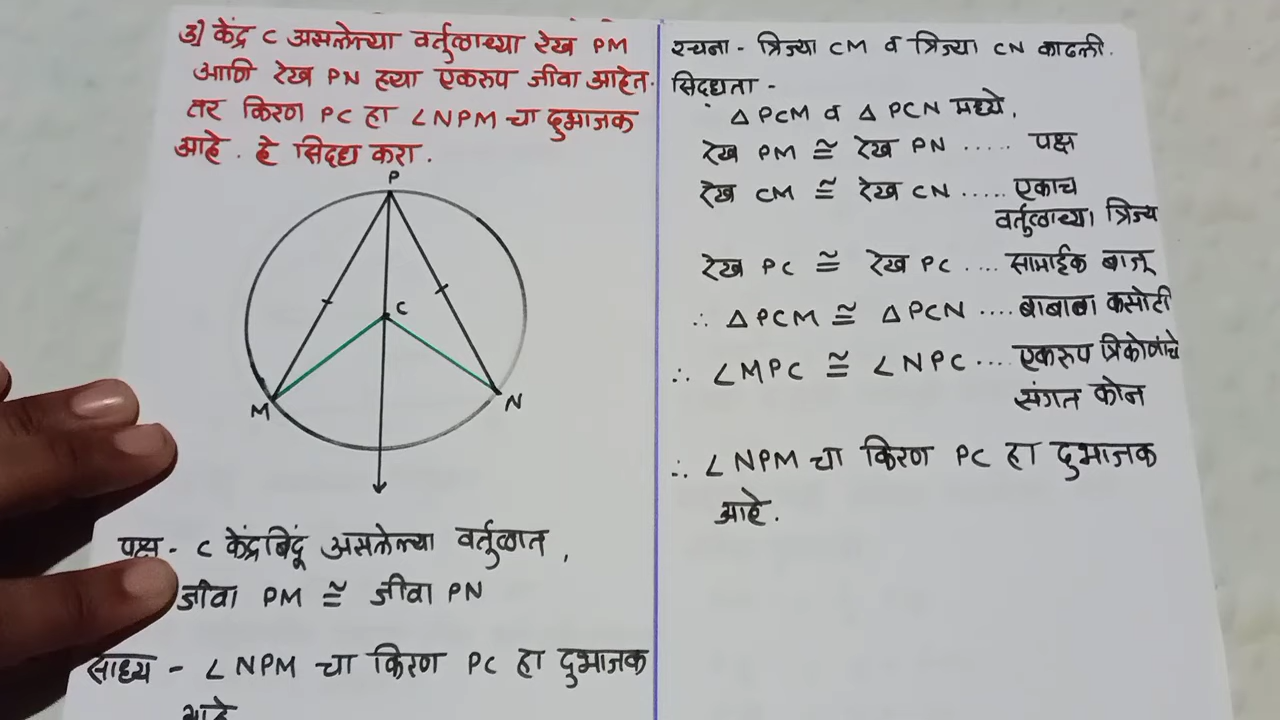 3) केंद्र C असलेल्या वर्तुळाच्या रेख PM
आणि रेख PN ह्या एकरुप जीवा आहेत.
तर किरण PC हा ∠NPM चा दुभाजक
आहे. हे सिद्ध करा.
P
C
M
N
पक्ष - C केंद्रबिंदू असलेल्या वर्तुळात,
जीवा PM ≅ जीवा PN
साध्य - ∠NPM चा किरण PC हा दुभाजक
आहे
रचना - त्रिज्या CM व त्रिज्या CN काढली.
सिद्धता -
△PCM व △PCN मध्ये,
रेख PM ≅ रेख PN ..... पक्ष
रेख CM ≅ रेख CN ..... एकाच
वर्तुळाच्या त्रिज्य
रेख PC ≅ रेख PC .... सामाईक बाजू
∴ △PCM ≅ △PCN .... बाबाबा कसोटी
∴ ∠MPC ≅ ∠NPC .... एकरुप त्रिकोणांचे
संगत कोन
∴ ∠NPM चा किरण PC हा दुभाजक
आहे.